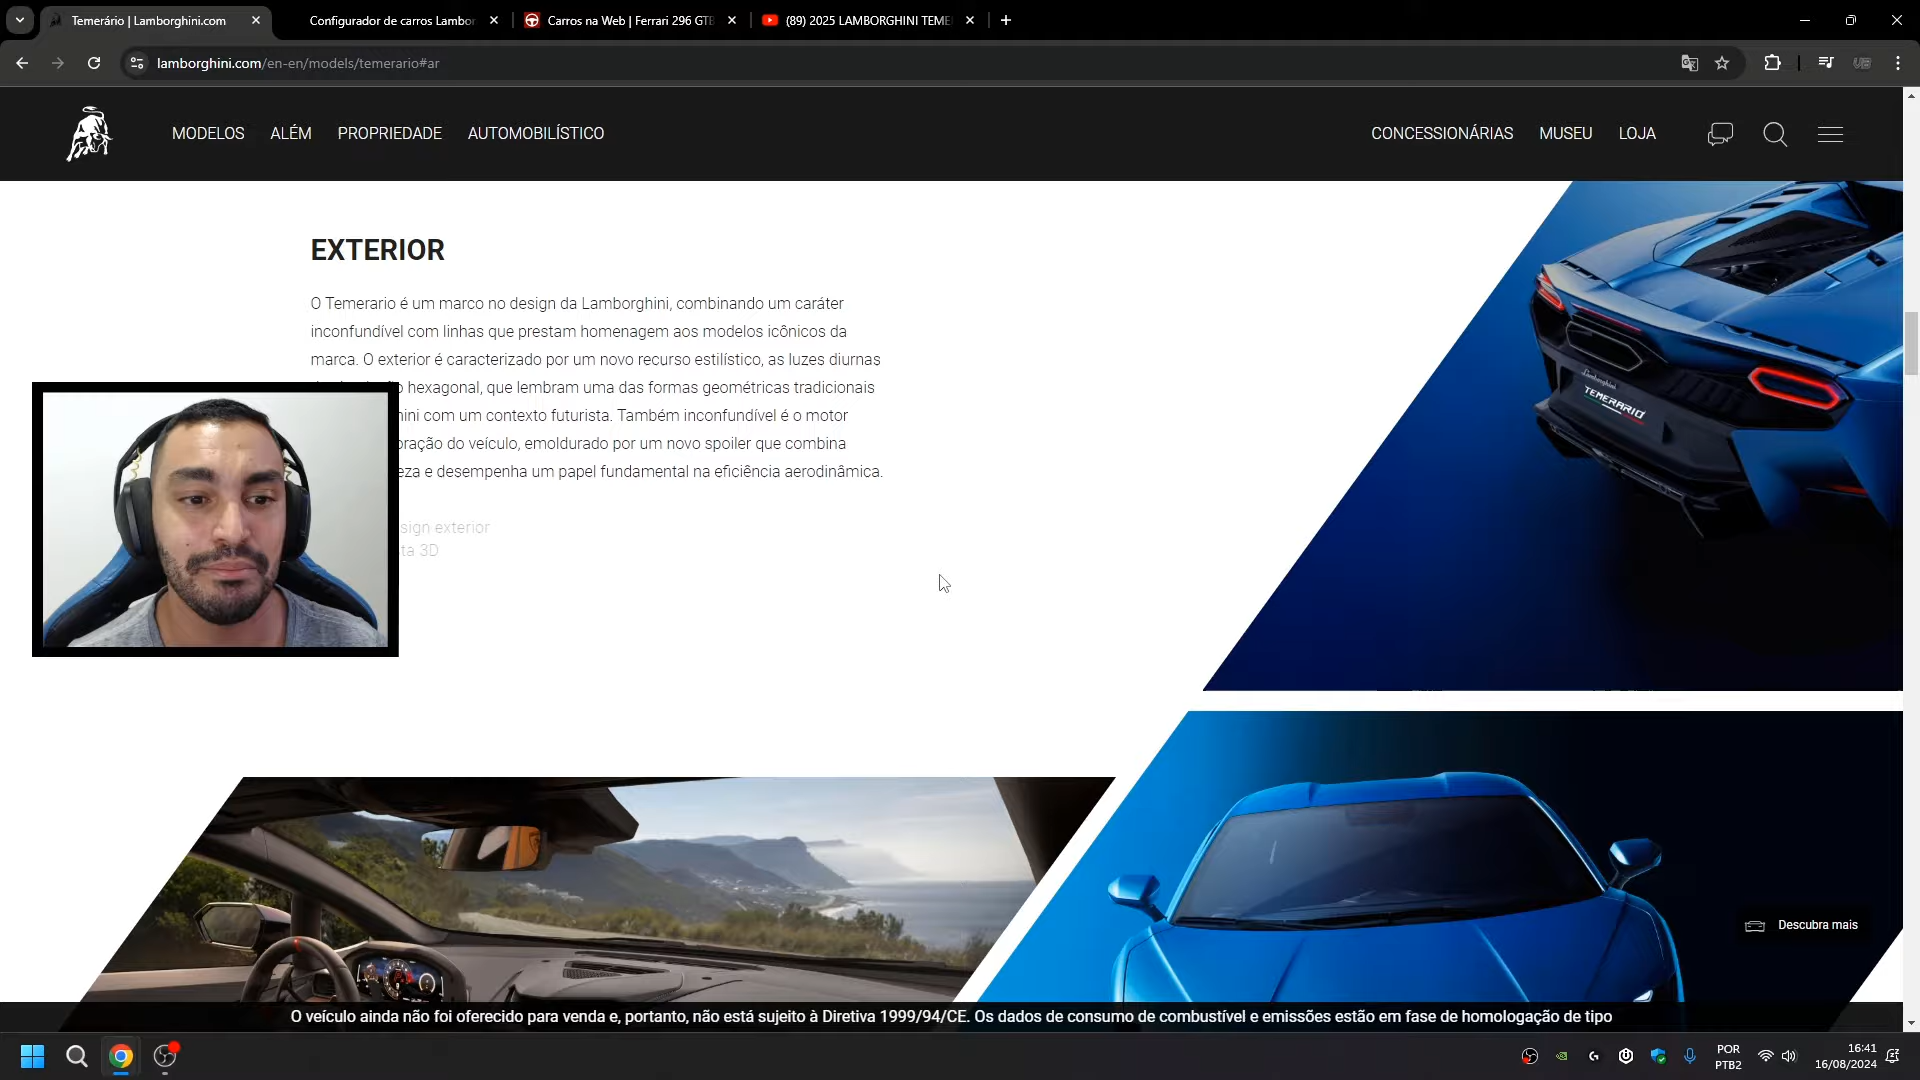 Temerário | Lamborghini.com
Configurador de carros Lambor
Carros na Web | Ferrari 296 GTB
(89) 2025 LAMBORGHINI TEME
lamborghini.com/en-en/models/temerario#ar
MODELOS ALÉM PROPRIEDADE AUTOMOBILÍSTICO CONCESSIONÁRIAS MUSEU LOJA
EXTERIOR
O Temerario é um marco no design da Lamborghini, combinando um caráter
inconfundível com linhas que prestam homenagem aos modelos icônicos da
marca. O exterior é caracterizado por um novo recurso estilístico, as luzes diurnas
hexagonal, que lembram uma das formas geométricas tradicionais
ini com um contexto futurista. Também inconfundível é o motor
oração do veículo, emoldurado por um novo spoiler que combina
eza e desempenha um papel fundamental na eficiência aerodinâmica.
sign exterior
ta 3D
Lamborghini
TEMERARIO
Descubra mais
O veículo ainda não foi oferecido para venda e, portanto, não está sujeito à Diretiva 1999/94/CE. Os dados de consumo de combustível e emissões estão em fase de homologação de tipo
POR
PTB2
16:41
16/08/2024